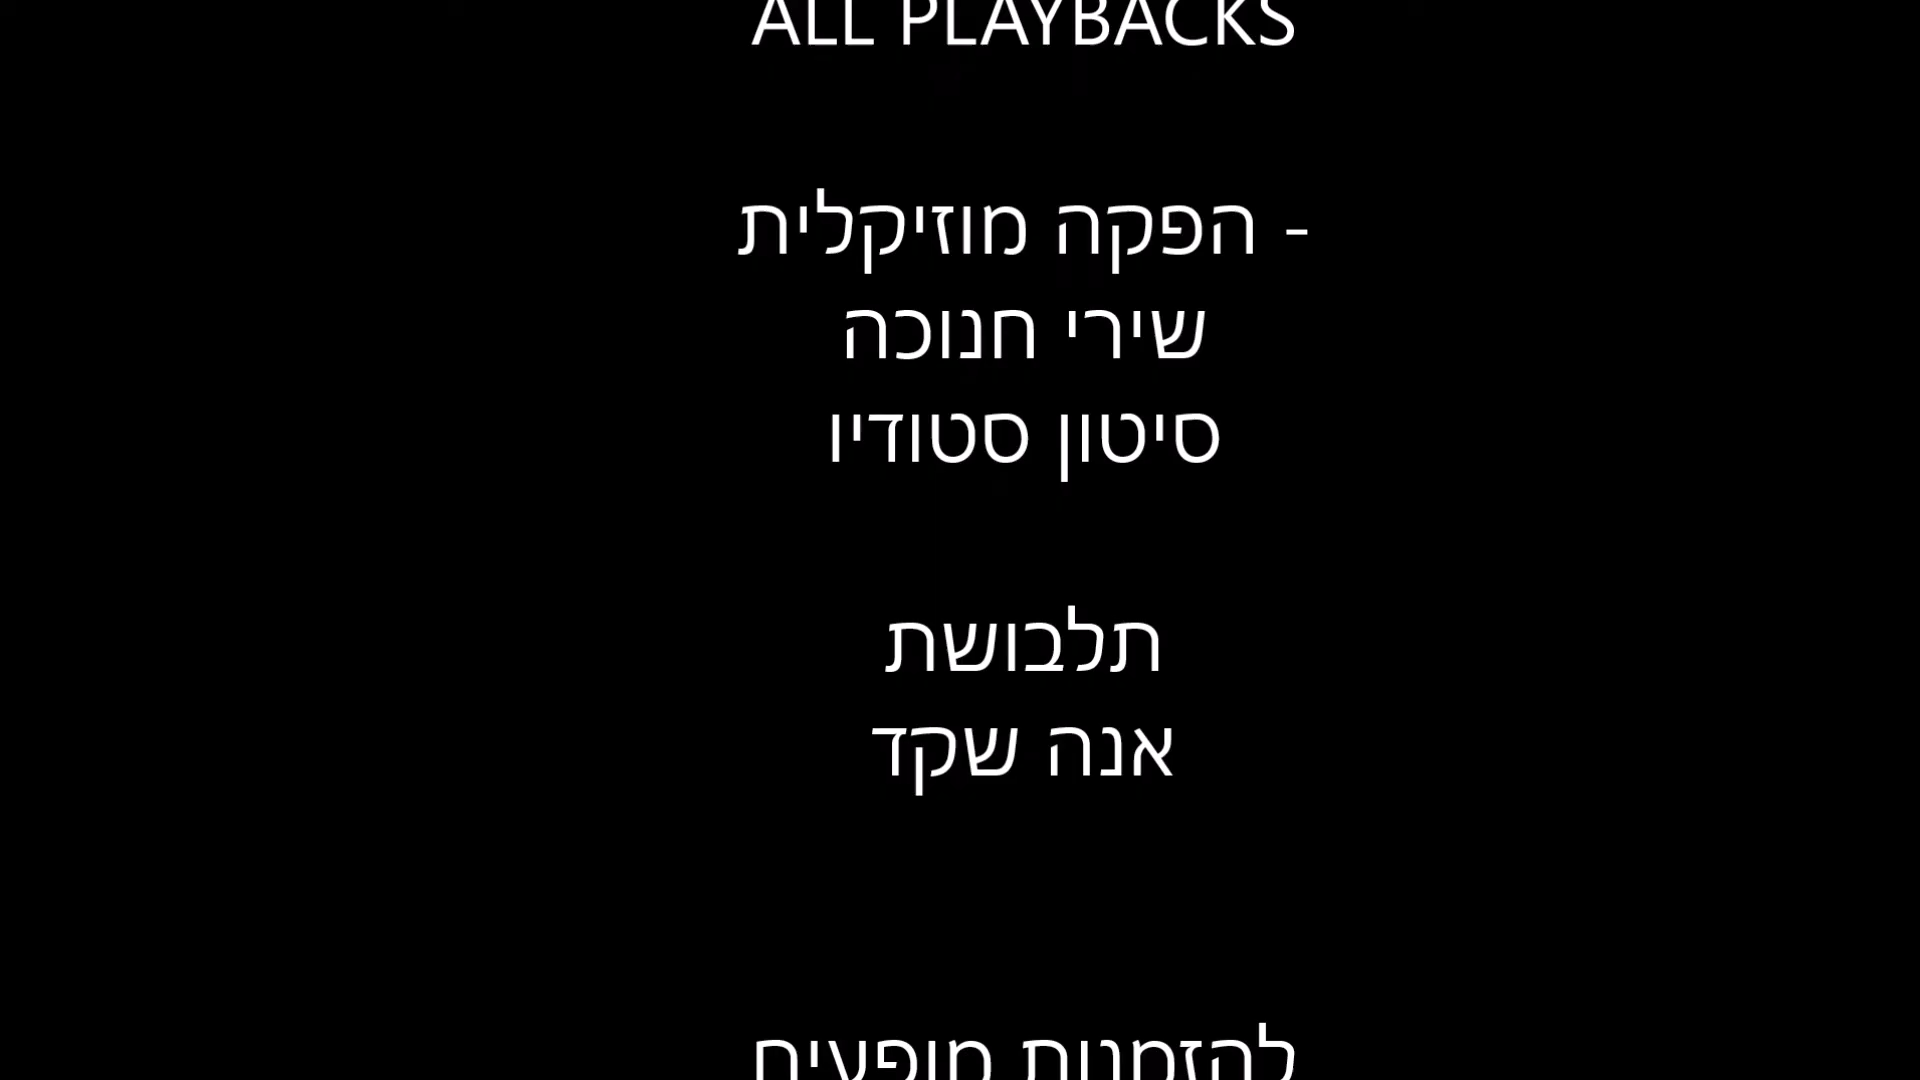 ALL PLAYBACKS
הפקה מוזיקלית -
שירי חנוכה
סיטון סטודיו
תלבושת
אנה שקד
להזמנות מופעים